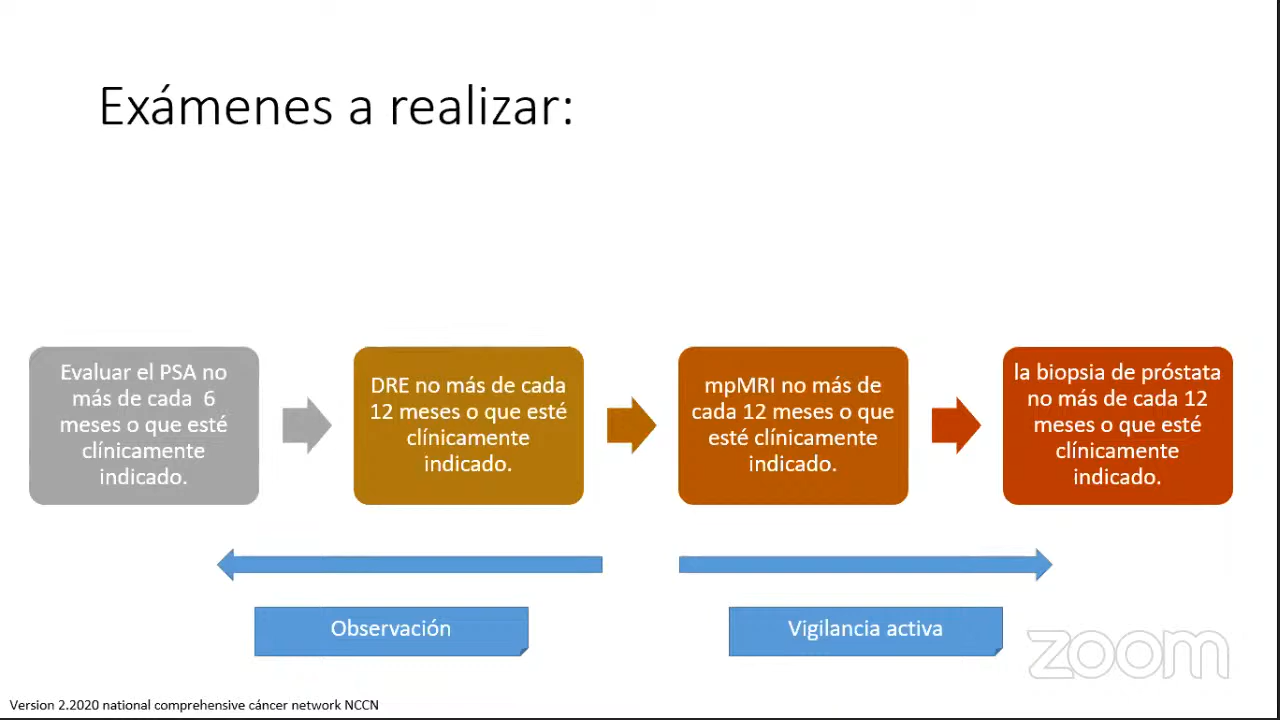 Exámenes a realizar:
Evaluar el PSA no
más de cada 6
meses o que esté
clínicamente
indicado.
DRE no más de cada
12 meses o que esté
clínicamente
indicado.
mpMRI no más de
cada 12 meses o que
esté clínicamente
indicado.
la biopsia de próstata
no más de cada 12
meses o que esté
clínicamente
indicado.
Observación
Vigilancia activa
zoom
Version 2.2020 national comprehensive cáncer network NCCN